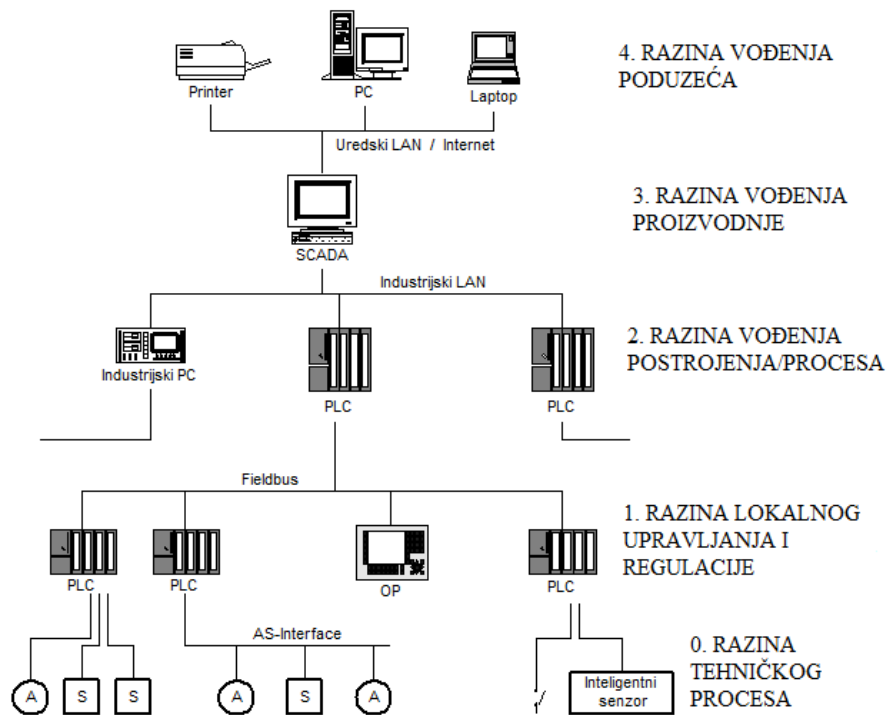 Printer
PC
Laptop
4. RAZINA VOĐENJA
PODUZEĆA
Uredski LAN / Internet
SCADA
3. RAZINA VOĐENJA
PROIZVODNJE
Industrijski LAN
Industrijski PC
PLC
PLC
2. RAZINA VOĐENJA
POSTROJENJA/PROCESA
Fieldbus
PLC
PLC
OP
PLC
1. RAZINA LOKALNOG
UPRAVLJANJA I
REGULACIJE
AS-Interface
A
S
S
A
S
A
Inteligentni
senzor
0. RAZINA
TEHNIČKOG
PROCESA